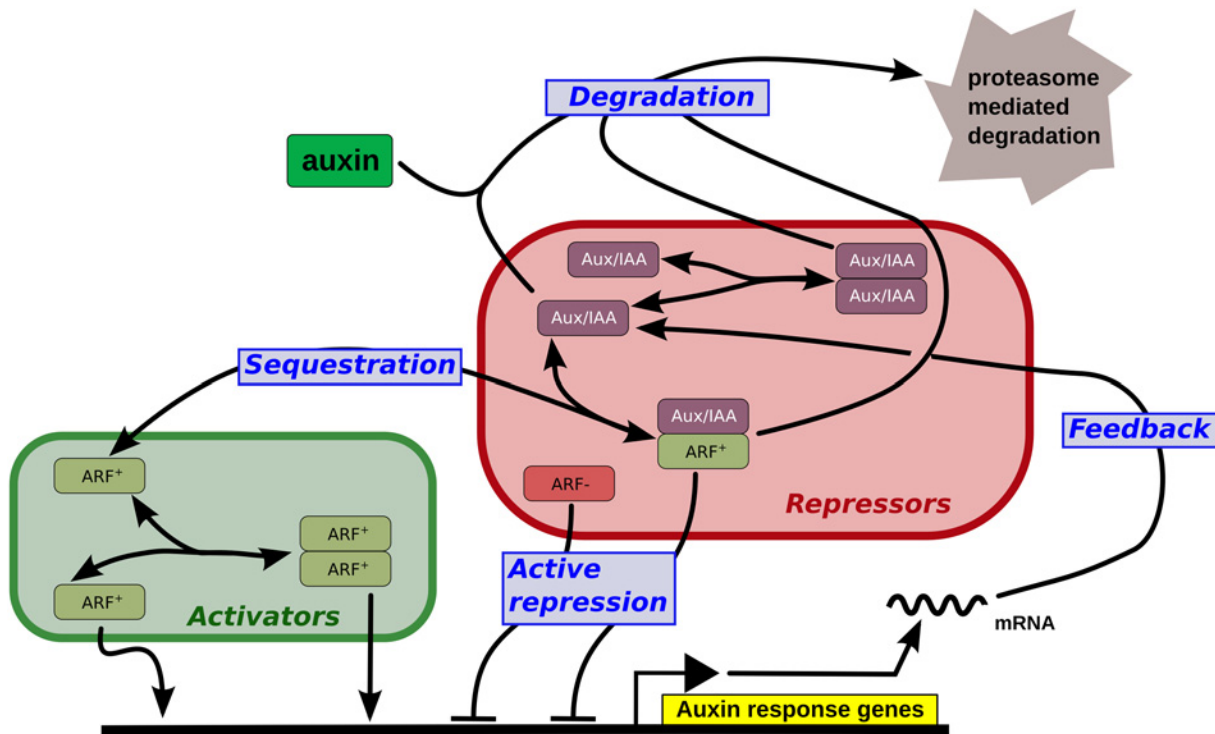 Degradation
proteasome
mediated
degradation
auxin
Aux/IAA
Aux/IAA
Aux/IAA
Aux/IAA
Sequestration
Aux/IAA
ARF+
Feedback
ARF+
ARF-
Repressors
ARF+
ARF+
ARF+
Activators
Active
repression
mRNA
Auxin response genes